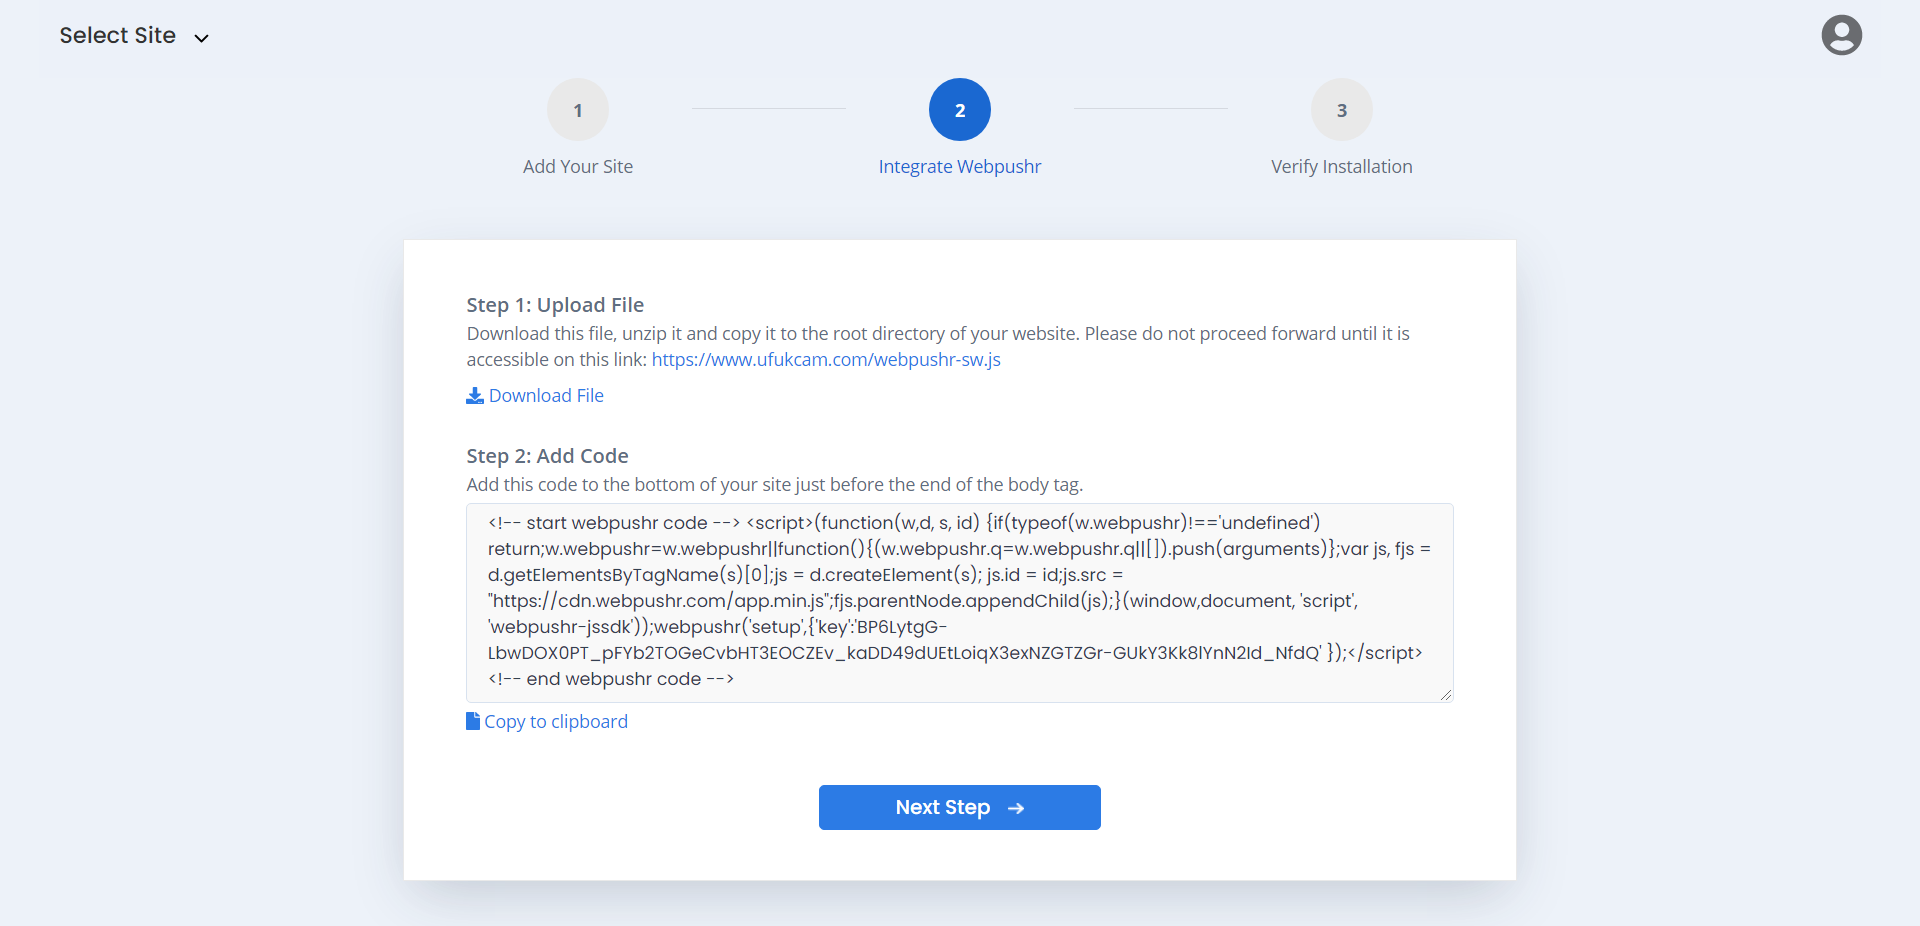 Select Site
1
2
3
Add Your Site
Integrate Webpushr
Verify Installation
Step 1: Upload File
Download this file, unzip it and copy it to the root directory of your website. Please do not proceed forward until it is
accessible on this link: https://www.ufukcam.com/webpushr-sw.js
Download File
Step 2: Add Code
Add this code to the bottom of your site just before the end of the body tag.
<!-- start webpushr code --> <script>(function(w,d, s, id) {if(typeof(w.webpushr)!=='undefined')
return;w.webpushr=w.webpushr||function(){(w.webpushr.q=w.webpushr.q||[]).push(arguments)};var js, fjs =
d.getElementsByTagName(s)[0];js = d.createElement(s); js.id = id;js.src =
"https://cdn.webpushr.com/app.min.js";fjs.parentNode.appendChild(js);}(window,document, 'script',
'webpushr-jssdk'));webpushr('setup',{'key':'BP6LytgG-
LbwDOX0PT_pFYb2TOGeCvbHT3EOCZEv_kaDD49dUEtLoiqX3exNZGTZGr-GUkY3Kk8lYnN2Id_NfdQ' });</script>
<!-- end webpushr code -->
Copy to clipboard
Next Step